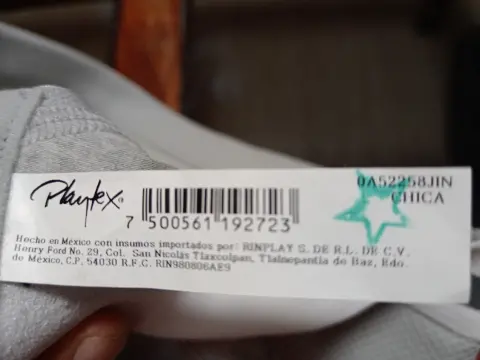 Playtex®
0A52258JIN
CHICA
7 500561 192723
Hecho en México con insumos importados por: RINPLAY S. DE R.L. DE C.V.
Henry Ford No. 29, Col. San Nicolás Tlaxcolpan, Tlalnepantla de Baz, Edo.
de México, C.P. 54030 R.F.C. RIN980806AE9